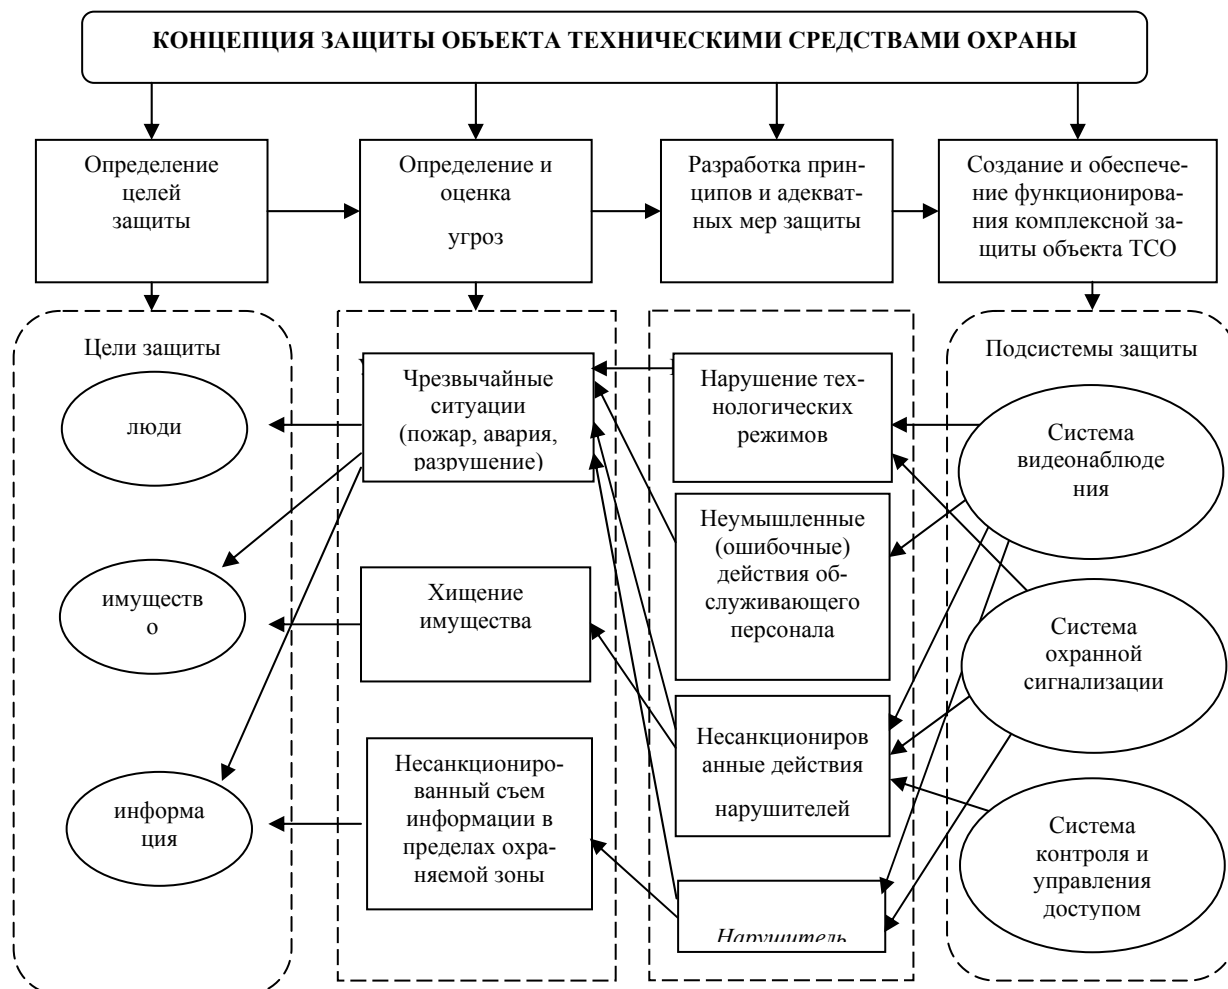 КОНЦЕПЦИЯ ЗАЩИТЫ ОБЪЕКТА ТЕХНИЧЕСКИМИ СРЕДСТВАМИ ОХРАНЫ
Определение
целей
защиты
Определение и
оценка
угроз
Разработка прин-
ципов и адекват-
ных мер защиты
Создание и обеспече-
ние функционирова-
ния комплексной за-
щиты объекта ТСО
Цели защиты
люди
имуществ
о
информа
ция
Чрезвычайные
ситуации
(пожар, авария,
разрушение)
Хищение
имущества
Несанкциониро-
ванный съем
информации в
пределах охра-
няемой зоны
Нарушение тех-
нологических
режимов
Неумышленные
(ошибочные)
действия об-
служивающего
персонала
Несанкциониров
анные действия
нарушителей
Нарушитель
Подсистемы защиты
Система
видеонаблюде
ния
Система
охранной
сигнализации
Система
контроля и
управления
доступом